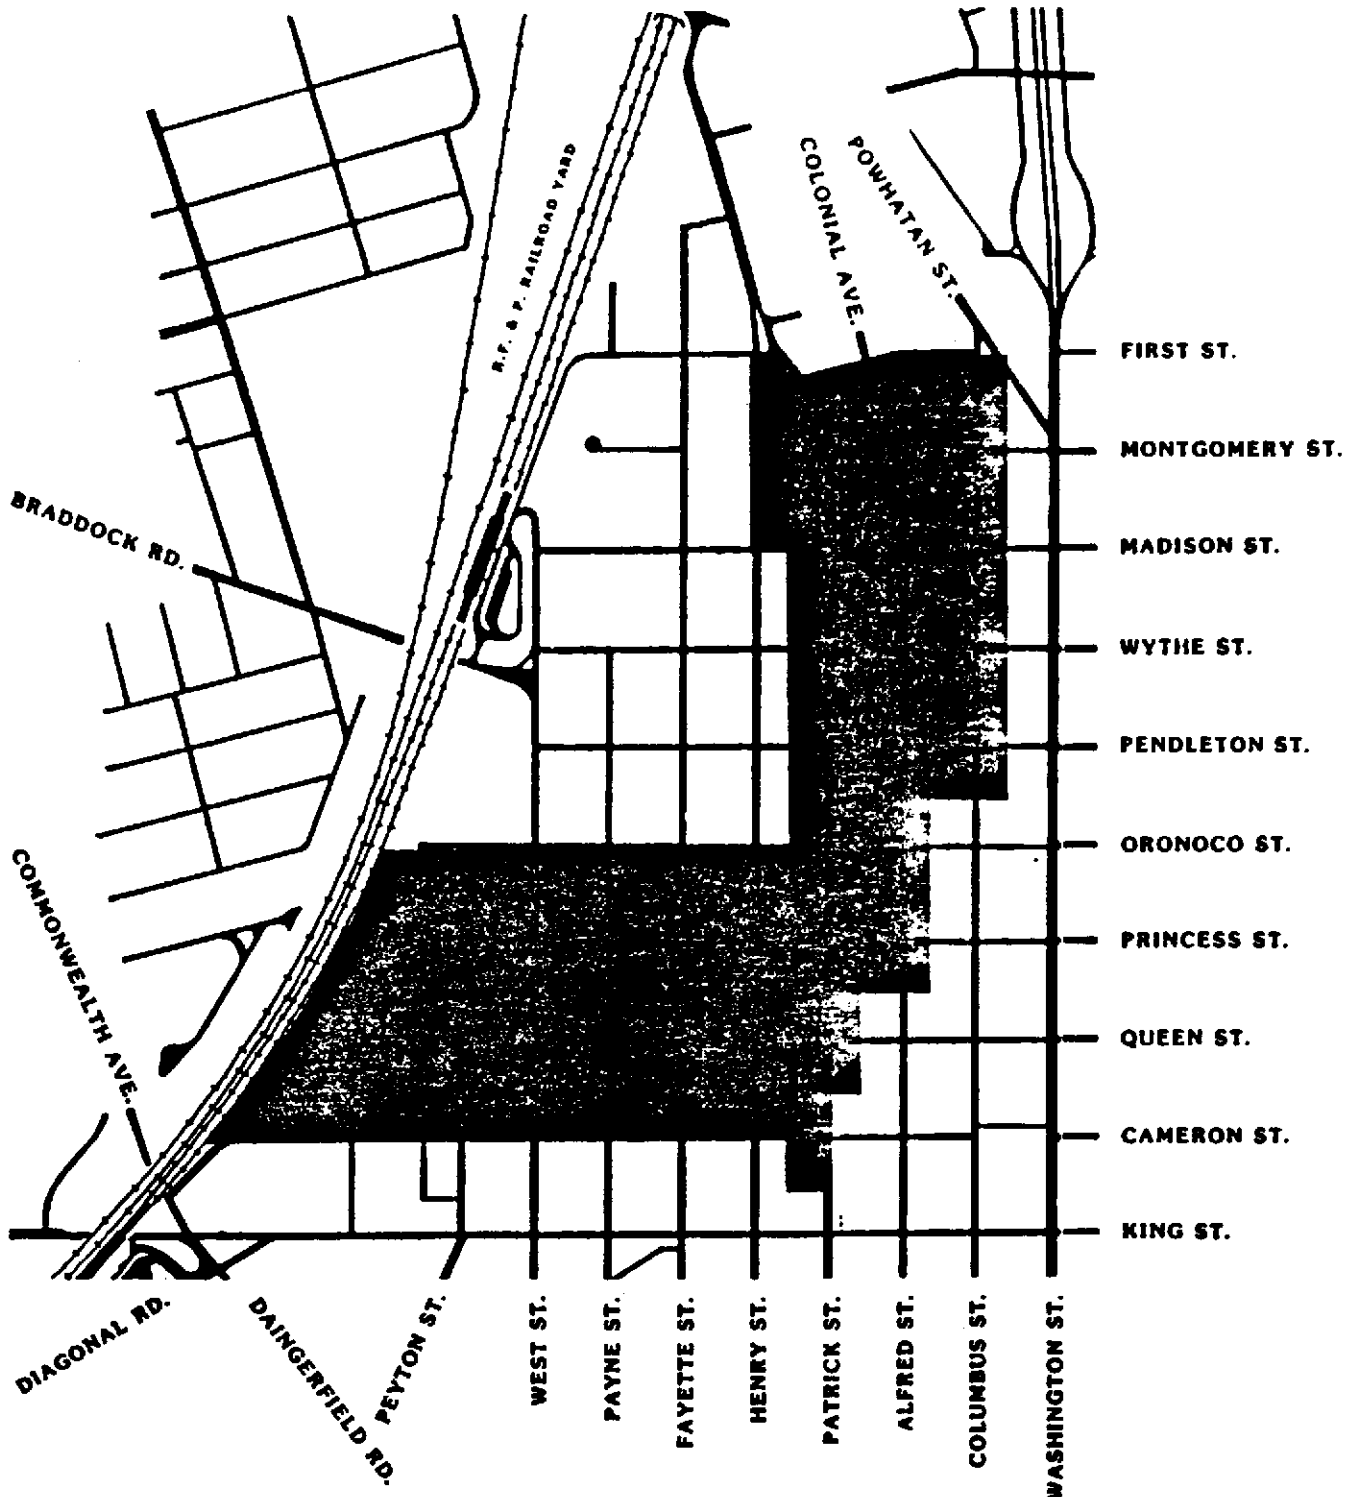 R.F. & P. RAILROAD YARD
COLONIAL AVE.
POWHATAN ST.
FIRST ST.
MONTGOMERY ST.
BRADDOCK RD.
MADISON ST.
WYTHE ST.
PENDLETON ST.
ORONOCO ST.
COMMONWEALTH AVE.
PRINCESS ST.
QUEEN ST.
CAMERON ST.
KING ST.
DIAGONAL RD.
DAINGERFIELD RD.
PEYTON ST.
WEST ST.
PAYNE ST.
FAYETTE ST.
HENRY ST.
PATRICK ST.
ALFRED ST.
COLUMBUS ST.
WASHINGTON ST.